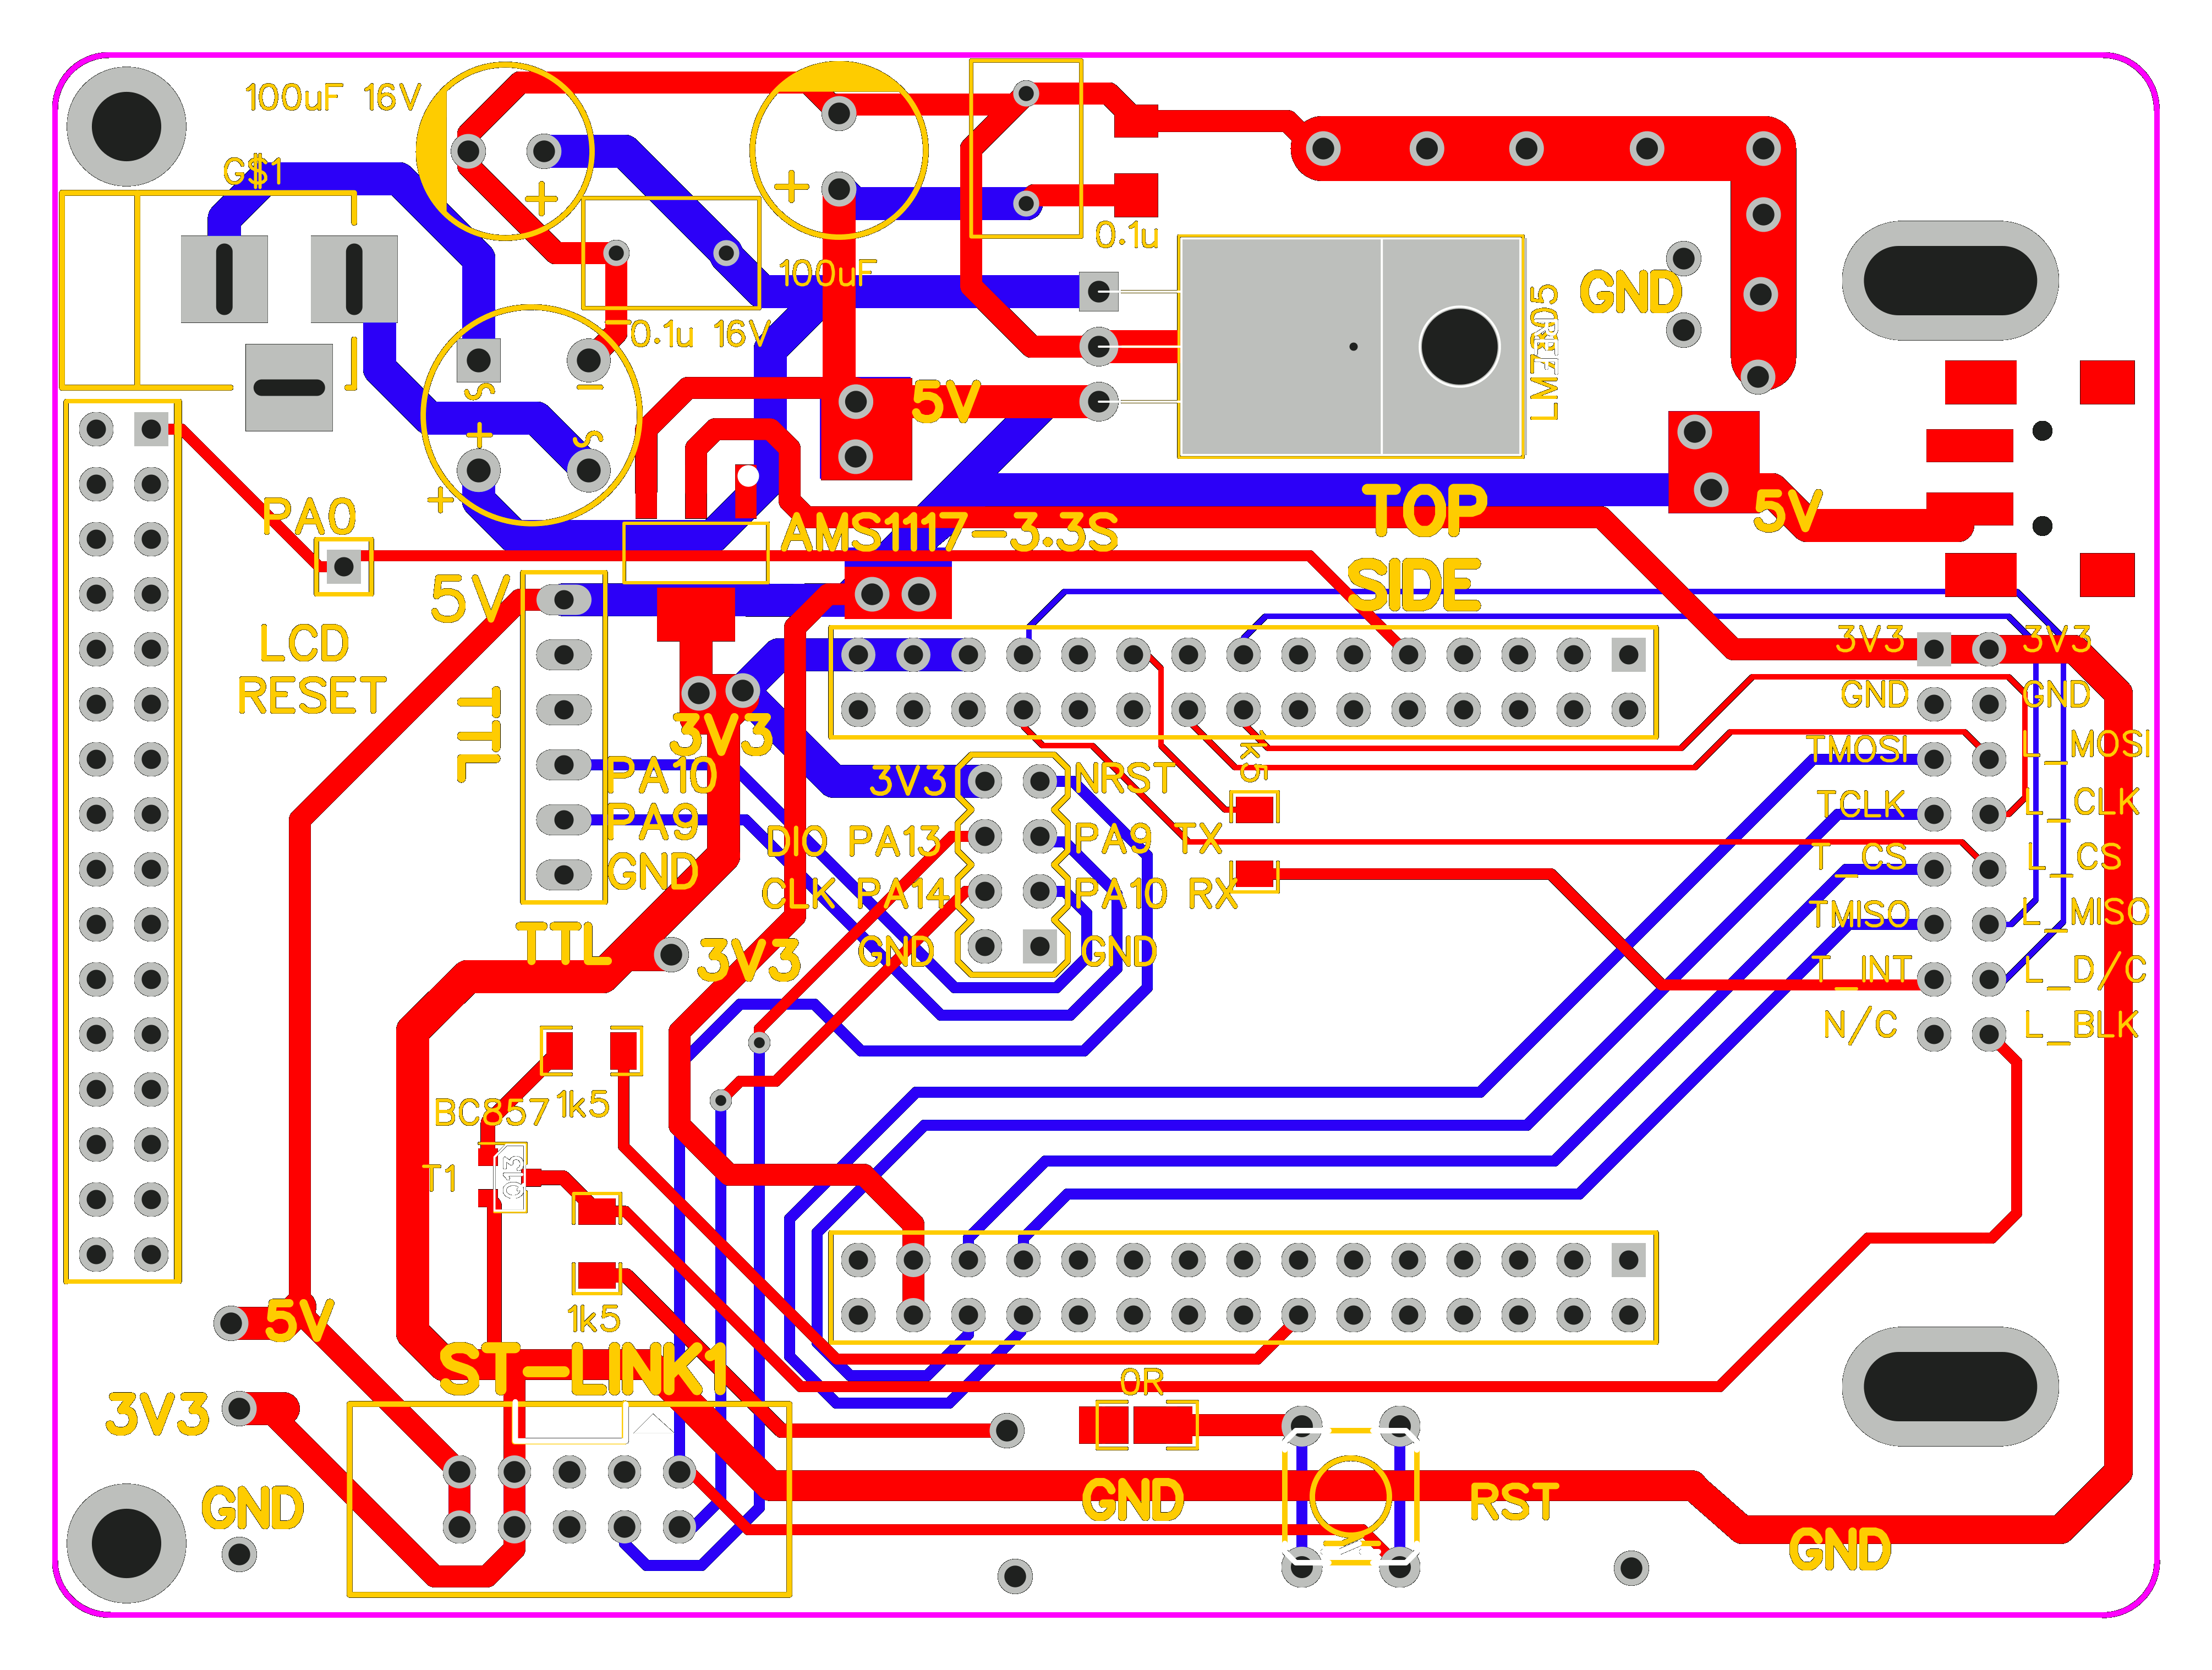 100uF 16V
G$1
0.1u
100uF
0.1u 16V
GND
5V
S
-
+
S
+
5V
TOP
SIDE
PA0
AMS1117-3.3S
5V
LCD
RESET
TTL
3V3
3V3
3V3
GND
GND
TMOSI
L_MOSI
TCLK
L_CLK
T_CS
L_CS
TMISO
L_MISO
T_INT
L_D/C
N/C
L_BLK
1k5
PA10
PA9
GND
TTL
3V3
NRST
DIO PA13
PA9 TX
CLK PA14
PA10 RX
GND
GND
3V3
BC857
1k5
T1
Q13
1k5
5V
ST-LINK1
3V3
0R
GND
GND
RST
GND